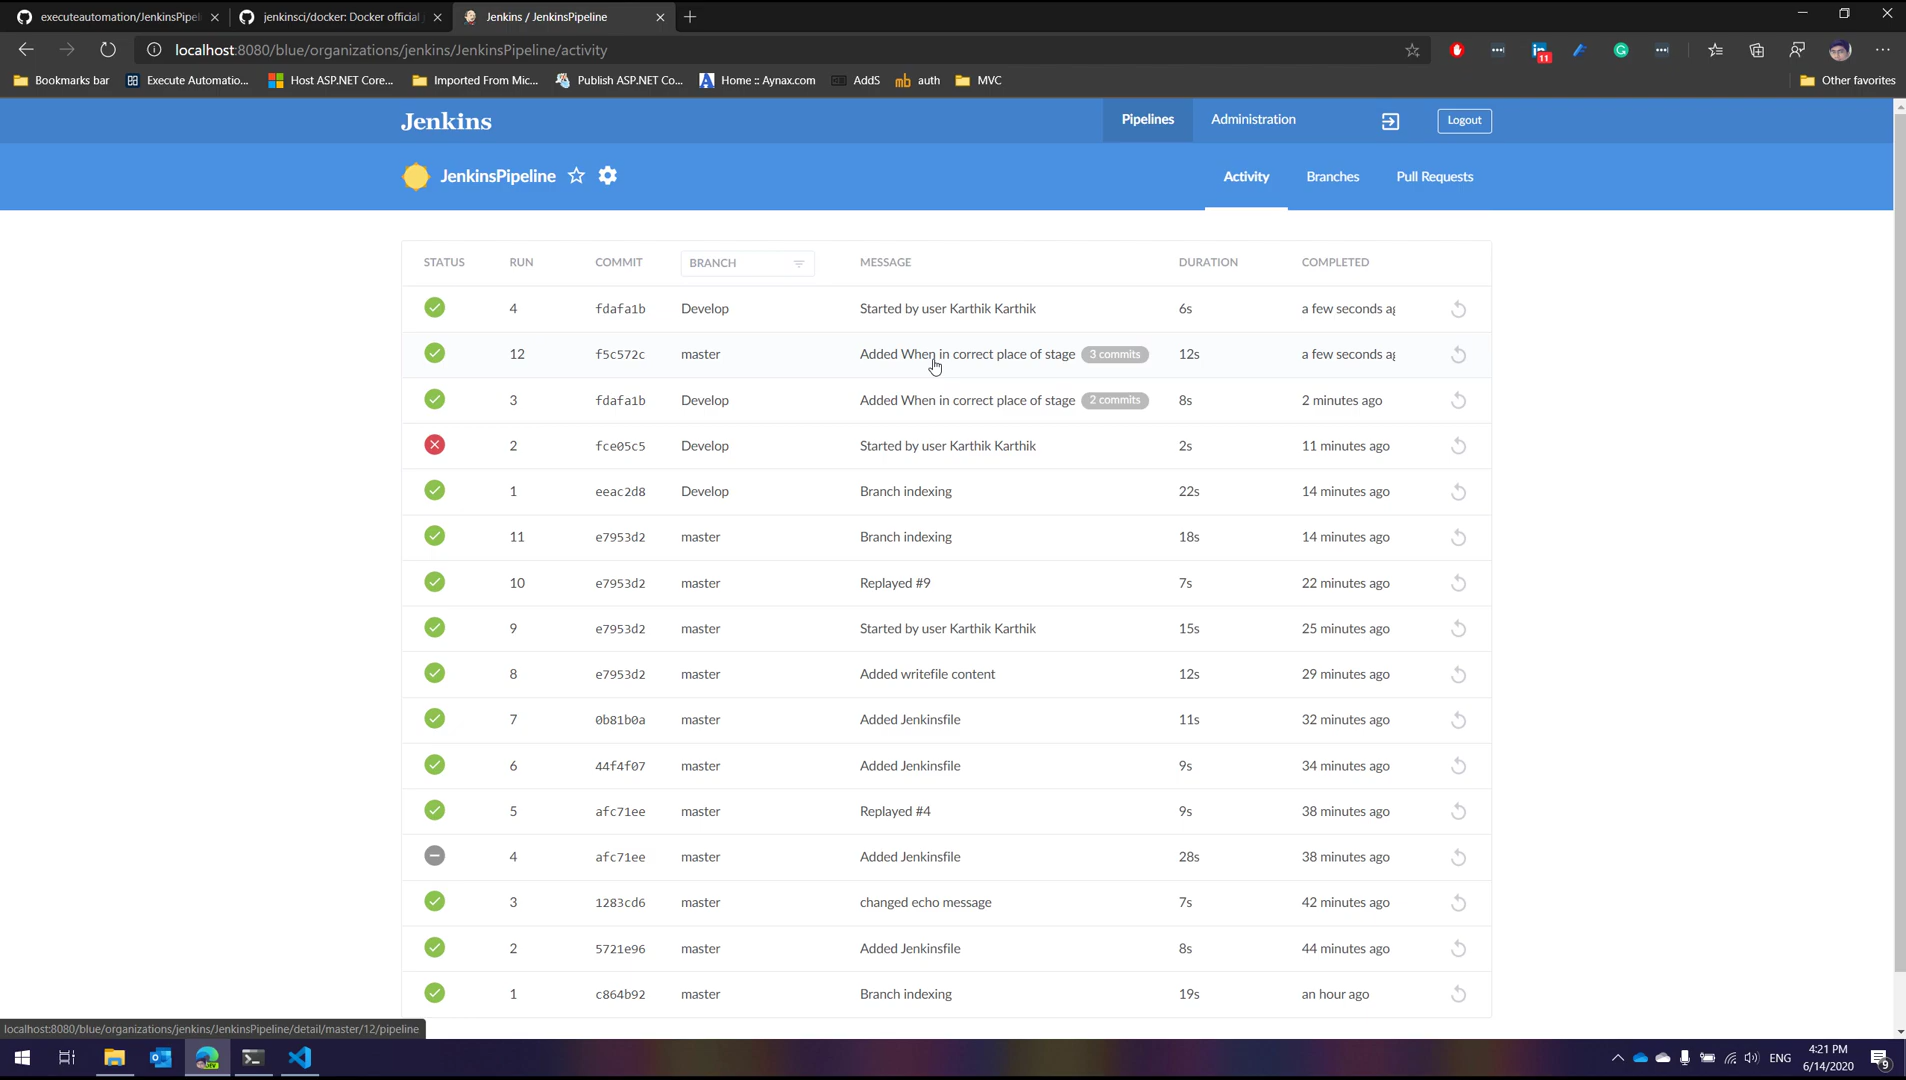 executeautomation/JenkinsPipel
jenkinsci/docker: Docker official
Jenkins / JenkinsPipeline
localhost:8080/blue/organizations/jenkins/JenkinsPipeline/activity
11
Bookmarks bar
Execute Automatio...
Host ASP.NET Core...
Imported From Mic...
Publish ASP.NET Co...
Home :: Aynax.com
AddS
auth
MVC
Other favorites
Jenkins
Pipelines
Administration
Logout
JenkinsPipeline
Activity
Branches
Pull Requests
STATUS RUN COMMIT BRANCH MESSAGE DURATION COMPLETED
4 fdafa1b Develop Started by user Karthik Karthik 6s a few seconds ag
12 f5c572c master Added When in correct place of stage 3 commits 12s a few seconds ag
3 fdafa1b Develop Added When in correct place of stage 2 commits 8s 2 minutes ago
2 fce05c5 Develop Started by user Karthik Karthik 2s 11 minutes ago
1 eeac2d8 Develop Branch indexing 22s 14 minutes ago
11 e7953d2 master Branch indexing 18s 14 minutes ago
10 e7953d2 master Replayed #9 7s 22 minutes ago
9 e7953d2 master Started by user Karthik Karthik 15s 25 minutes ago
8 e7953d2 master Added writefile content 12s 29 minutes ago
7 0b81b0a master Added Jenkinsfile 11s 32 minutes ago
6 44f4f07 master Added Jenkinsfile 9s 34 minutes ago
5 afc71ee master Replayed #4 9s 38 minutes ago
4 afc71ee master Added Jenkinsfile 28s 38 minutes ago
3 1283cd6 master changed echo message 7s 42 minutes ago
2 5721e96 master Added Jenkinsfile 8s 44 minutes ago
1 c864b92 master Branch indexing 19s an hour ago
localhost:8080/blue/organizations/jenkins/JenkinsPipeline/detail/master/12/pipeline
ENG
4:21 PM
6/14/2020
9